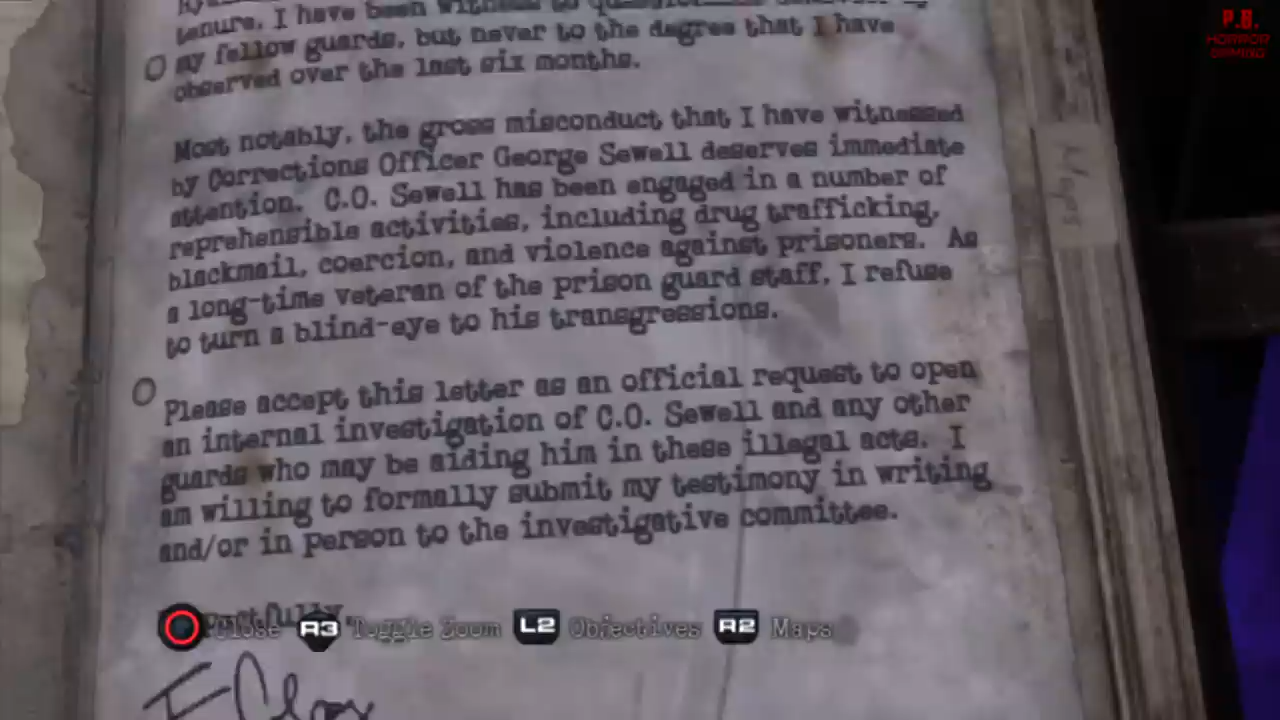 tenure, I have been witness to
my fellow guards, but never to the degree that I have
observed over the last six months.
Most notably, the gross misconduct that I have witnessed
by Corrections Officer George Sewell deserves immediate
attention. C.O. Sewell has been engaged in a number of
reprehensible activities, including drug trafficking,
blackmail, coercion, and violence against prisoners. As
a long-time veteran of the prison guard staff, I refuse
to turn a blind-eye to his transgressions.
Please accept this letter as an official request to open
an internal investigation of C.O. Sewell and any other
guards who may be aiding him in these illegal acts. I
am willing to formally submit my testimony in writing
and/or in person to the investigative committee.
Close R3 Toggle Zoom L2 Objectives R2 Maps
Maps
P.B.
HORROR
GAMING